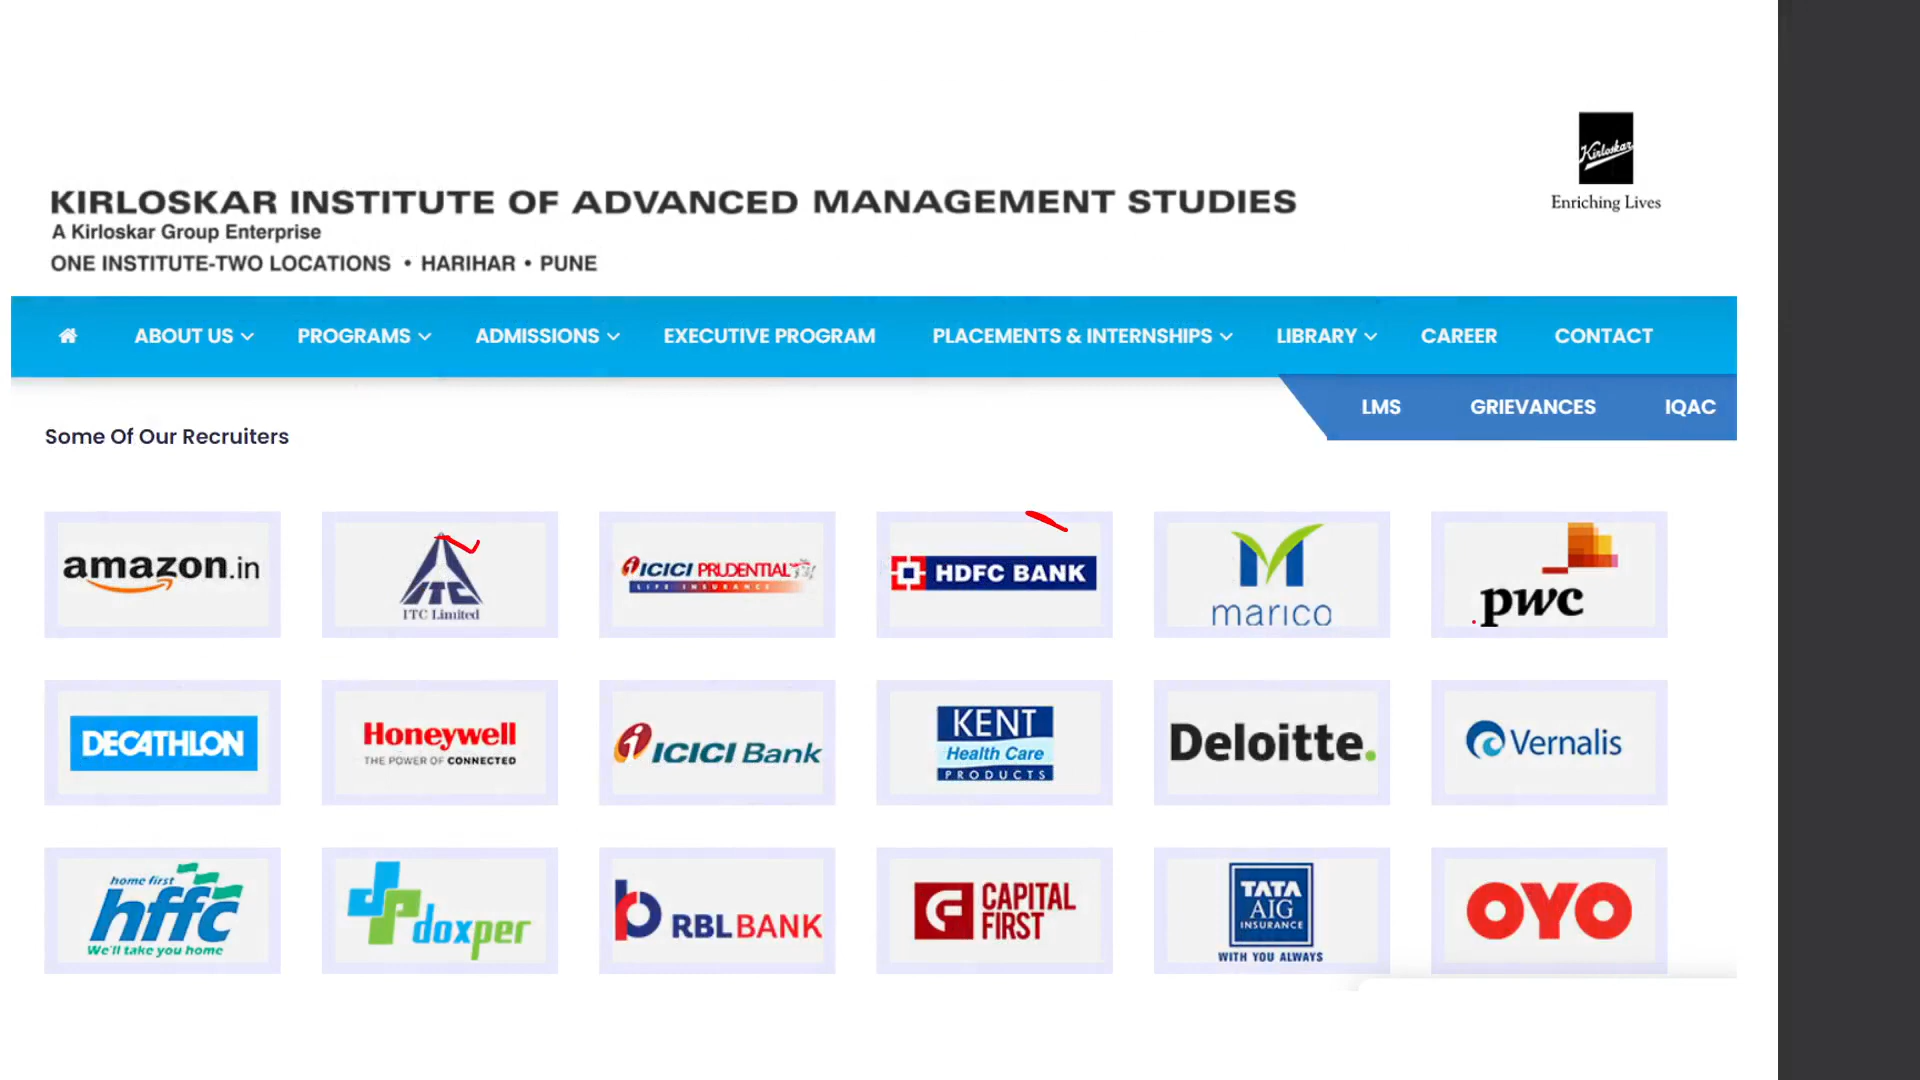 Kirloskar
Enriching Lives
KIRLOSKAR INSTITUTE OF ADVANCED MANAGEMENT STUDIES
A Kirloskar Group Enterprise
ONE INSTITUTE-TWO LOCATIONS • HARIHAR • PUNE
ABOUT US PROGRAMS ADMISSIONS EXECUTIVE PROGRAM PLACEMENTS & INTERNSHIPS LIBRARY CAREER CONTACT
LMS GRIEVANCES IQAC
Some Of Our Recruiters
amazon.in
ITC
ITC Limited
ICICI PRUDENTIAL
LIFE INSURANCE
HDFC BANK
marico
pwc
DECATHLON
Honeywell
THE POWER OF CONNECTED
ICICI Bank
KENT
Health Care
PRODUCTS
Deloitte.
Vernalis
home first
hffc
We'll take you home
doxper
RBL BANK
CAPITAL
FIRST
TATA
AIG
INSURANCE
WITH YOU ALWAYS
OYO